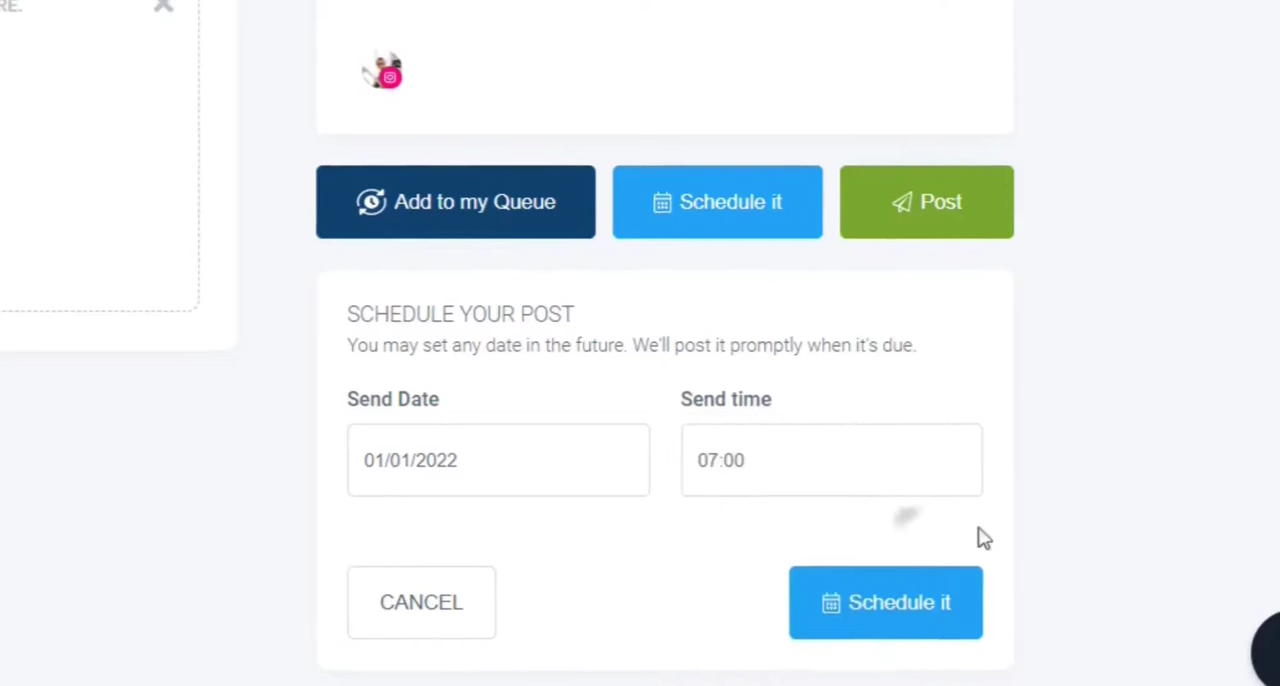 RE.
Add to my Queue
Schedule it
Post
SCHEDULE YOUR POST
You may set any date in the future. We'll post it promptly when it's due.
Send Date
Send time
01/01/2022
07:00
CANCEL
Schedule it